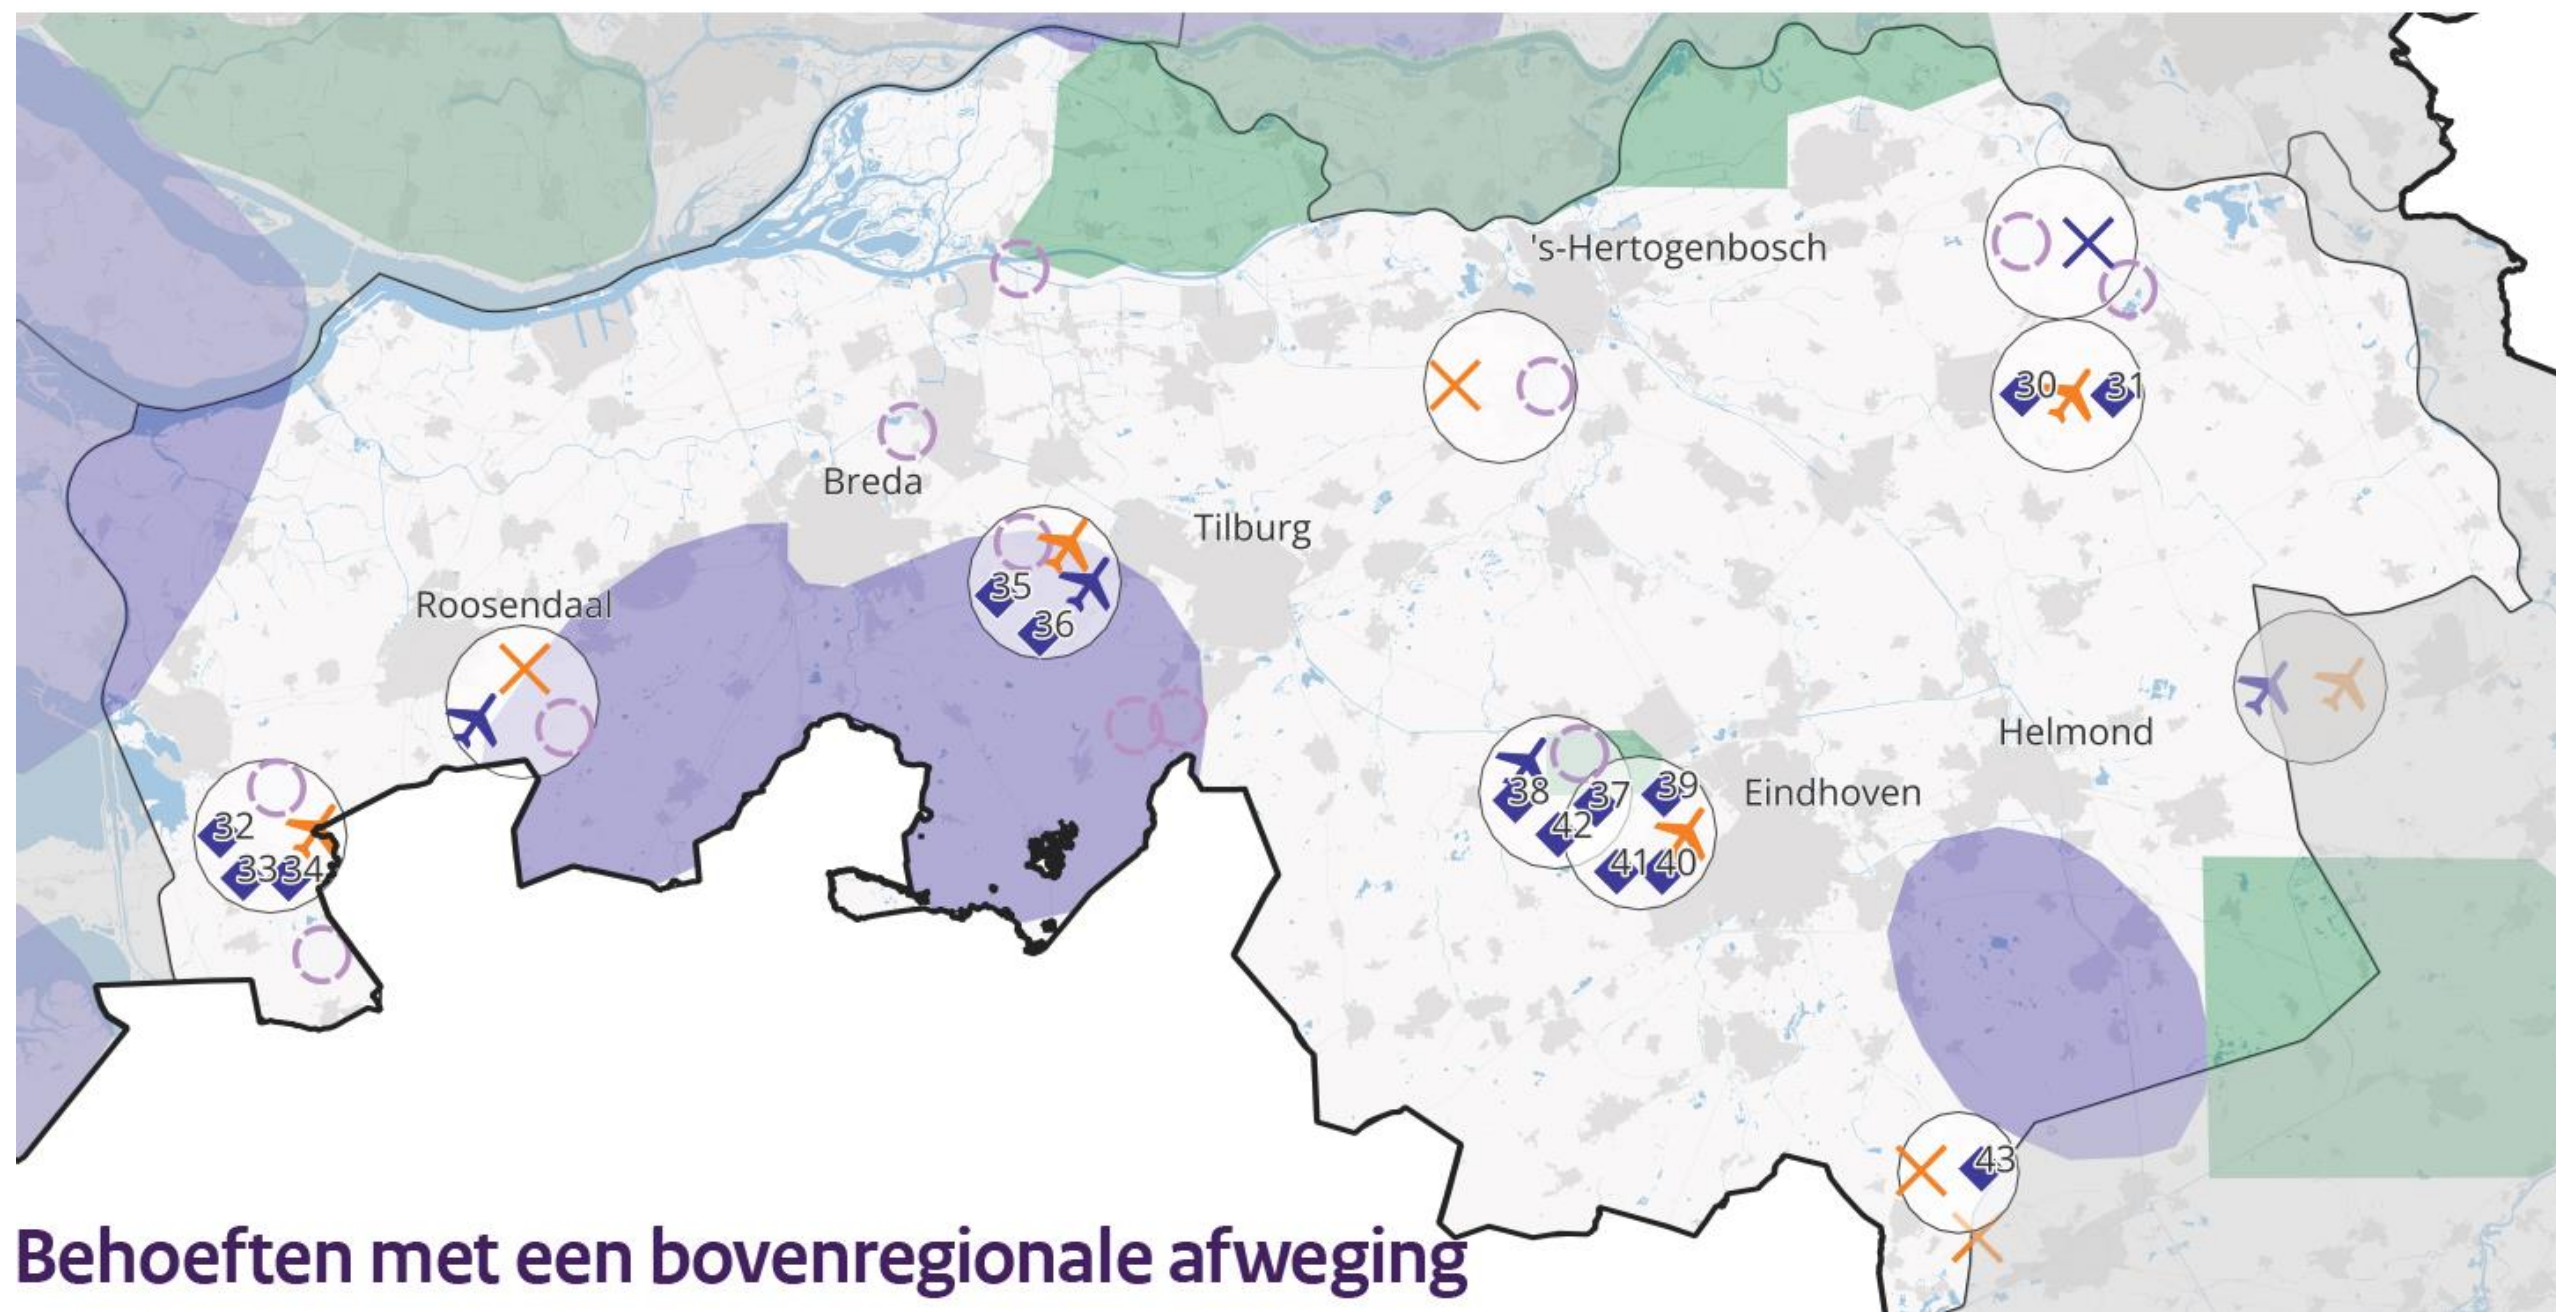 's-Hertogenbosch
30
31
Breda
Tilburg
35
36
Roosendaal
Helmond
32
33
34
38
37
39
42
41
40
Eindhoven
43
Behoeften met een bovenregionale afweging